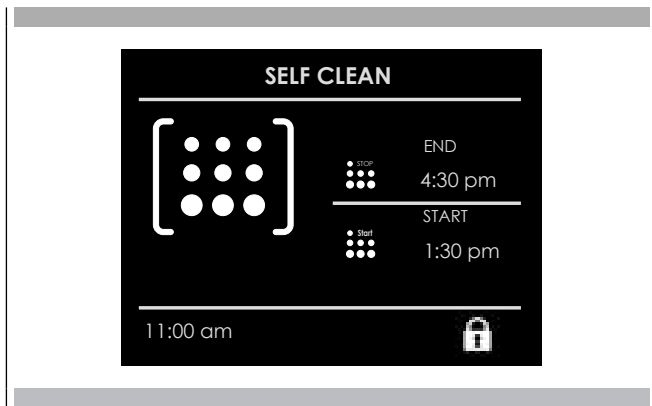 SELF CLEAN
STOP
END
4:30 pm
Start
START
1:30 pm
11:00 am